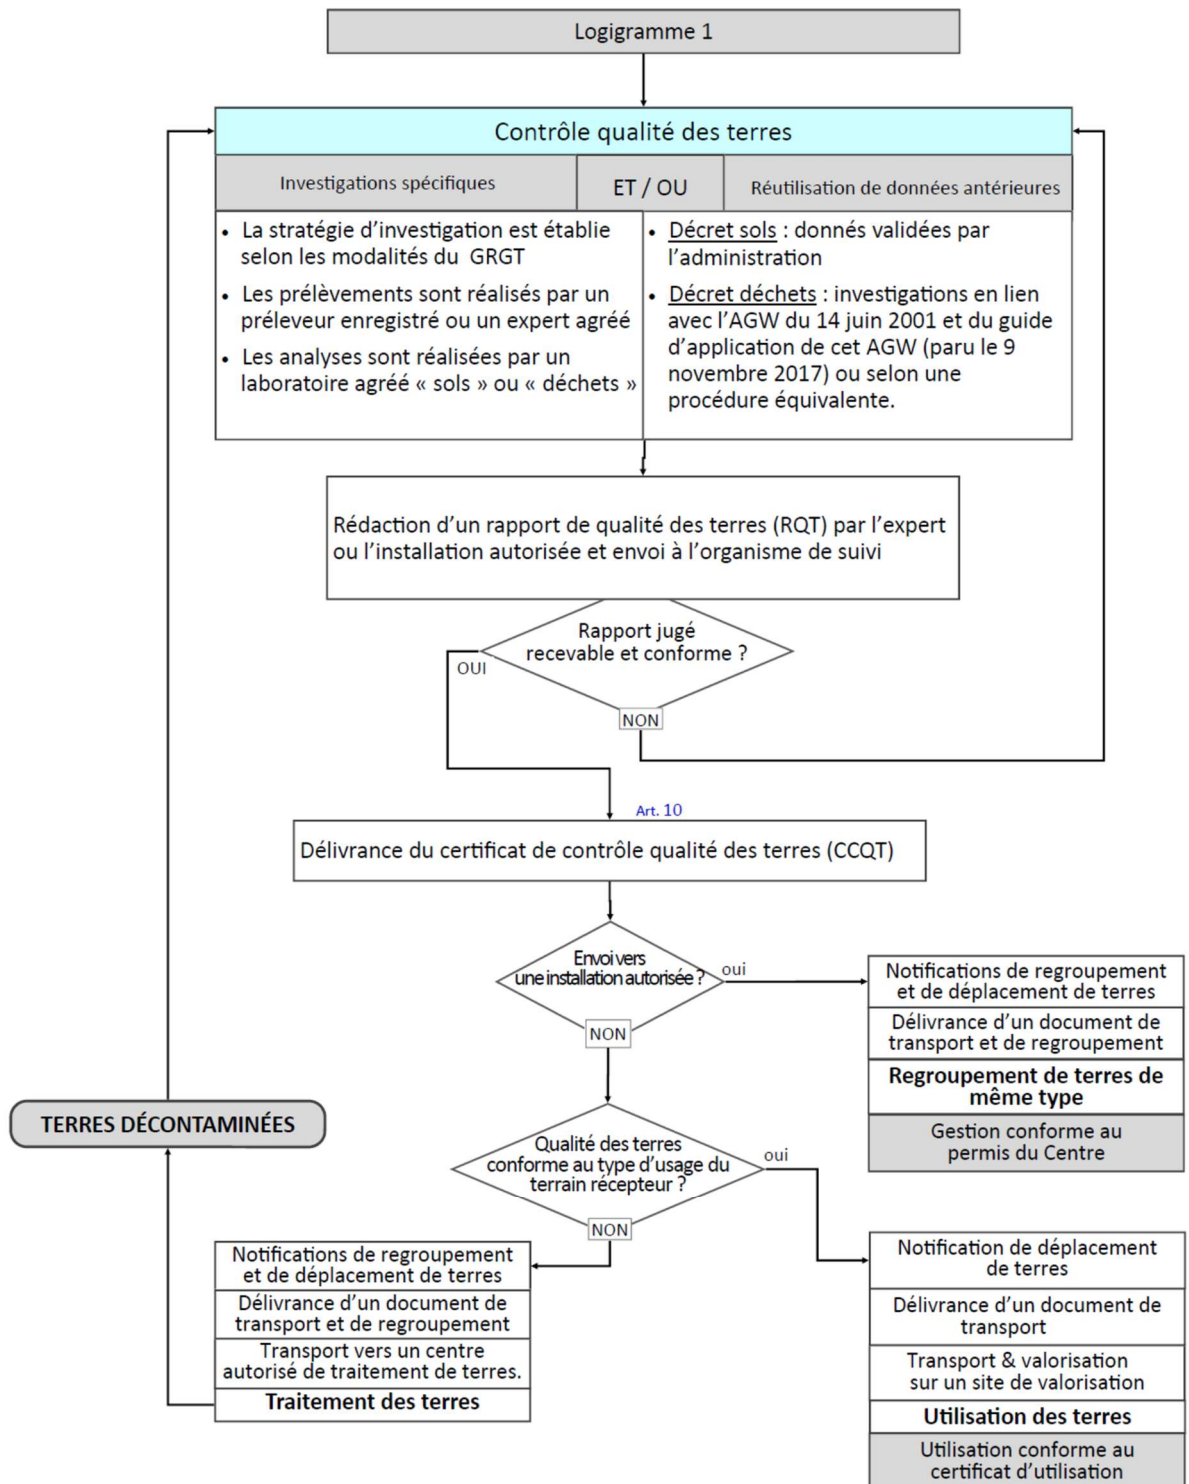 Logigramme 1
Contrôle qualité des terres
Investigations spécifiques
ET / OU
Réutilisation de données antérieures
• La stratégie d’investigation est établie
selon les modalités du GRGT
• Les prélèvements sont réalisés par un
préleveur enregistré ou un expert agréé
• Les analyses sont réalisées par un
laboratoire agréé « sols » ou « déchets »
• Décret sols : donnés validées par
l’administration
• Décret déchets : investigations en lien
avec l’AGW du 14 juin 2001 et du guide
d’application de cet AGW (paru le 9
novembre 2017) ou selon une
procédure équivalente.
Rédaction d’un rapport de qualité des terres (RQT) par l’expert
ou l’installation autorisée et envoi à l’organisme de suivi
Rapport jugé
recevable et conforme ?
OUI
NON
Art. 10
Délivrance du certificat de contrôle qualité des terres (CCQT)
Envoi vers
une installation autorisée ?
oui
NON
Notifications de regroupement
et de déplacement de terres
Délivrance d’un document de
transport et de regroupement
Regroupement de terres de
même type
Gestion conforme au
permis du Centre
TERRES DÉCONTAMINÉES
Qualité des terres
conforme au type d’usage du
terrain récepteur ?
oui
NON
Notifications de regroupement
et de déplacement de terres
Délivrance d’un document de
transport et de regroupement
Transport vers un centre
autorisé de traitement de terres.
Traitement des terres
Notification de déplacement
de terres
Délivrance d’un document de
transport
Transport & valorisation
sur un site de valorisation
Utilisation des terres
Utilisation conforme au
certificat d’utilisation